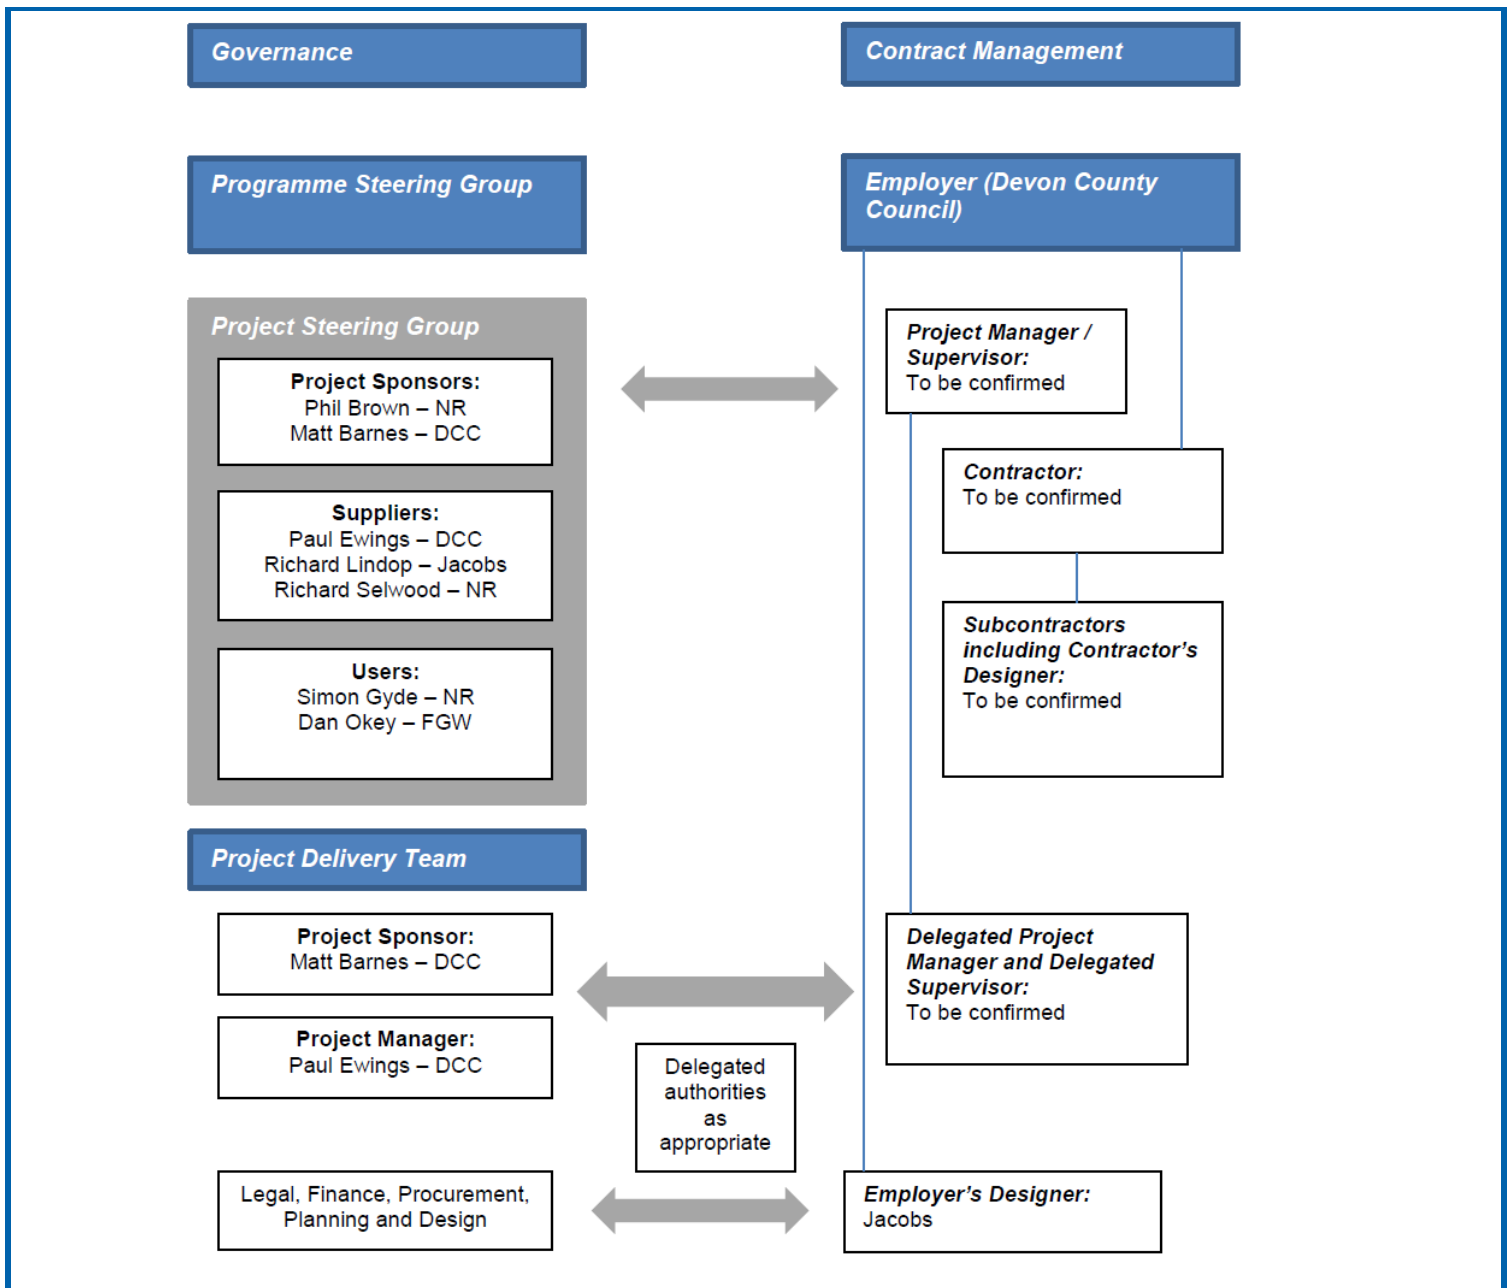 Governance
Programme Steering Group
Project Steering Group
Project Sponsors:
Phil Brown – NR
Matt Barnes – DCC
Suppliers:
Paul Ewings – DCC
Richard Lindop – Jacobs
Richard Selwood – NR
Users:
Simon Gyde – NR
Dan Okey – FGW
Project Delivery Team
Project Sponsor:
Matt Barnes – DCC
Project Manager:
Paul Ewings – DCC
Legal, Finance, Procurement,
Planning and Design
Delegated
authorities
as
appropriate
Contract Management
Employer (Devon County
Council)
Project Manager /
Supervisor:
To be confirmed
Contractor:
To be confirmed
Subcontractors
including Contractor’s
Designer:
To be confirmed
Delegated Project
Manager and Delegated
Supervisor:
To be confirmed
Employer’s Designer:
Jacobs